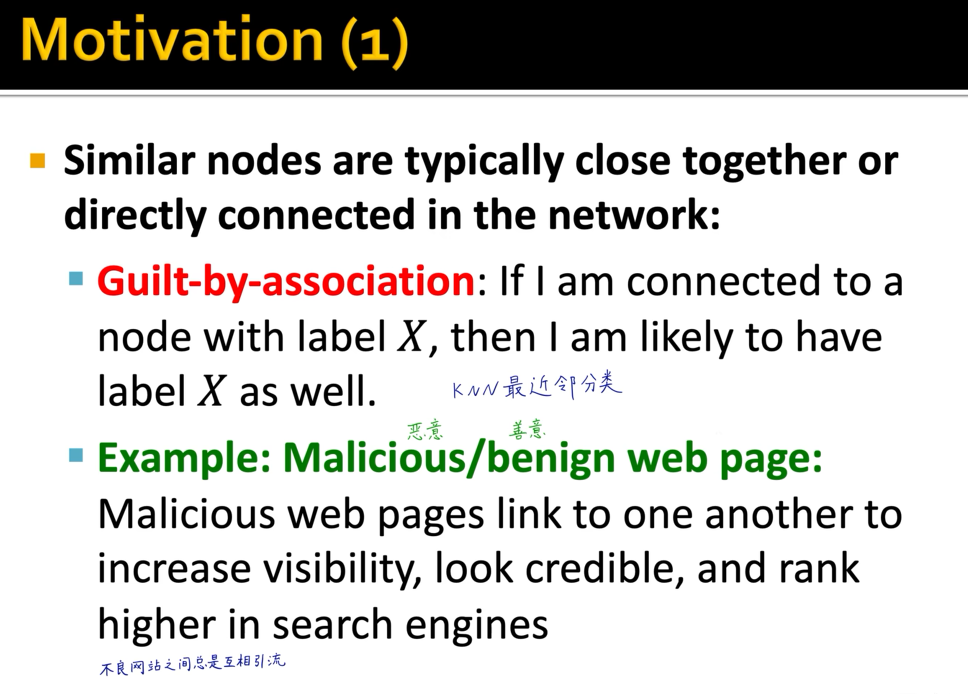 Motivation (1)
Similar nodes are typically close together or
directly connected in the network:
Guilt-by-association: If I am connected to a
node with label X, then I am likely to have
label X as well.
KNN最近邻分类
恶意 善意
Example: Malicious/benign web page:
Malicious web pages link to one another to
increase visibility, look credible, and rank
higher in search engines
不良网站之间总是互相引流